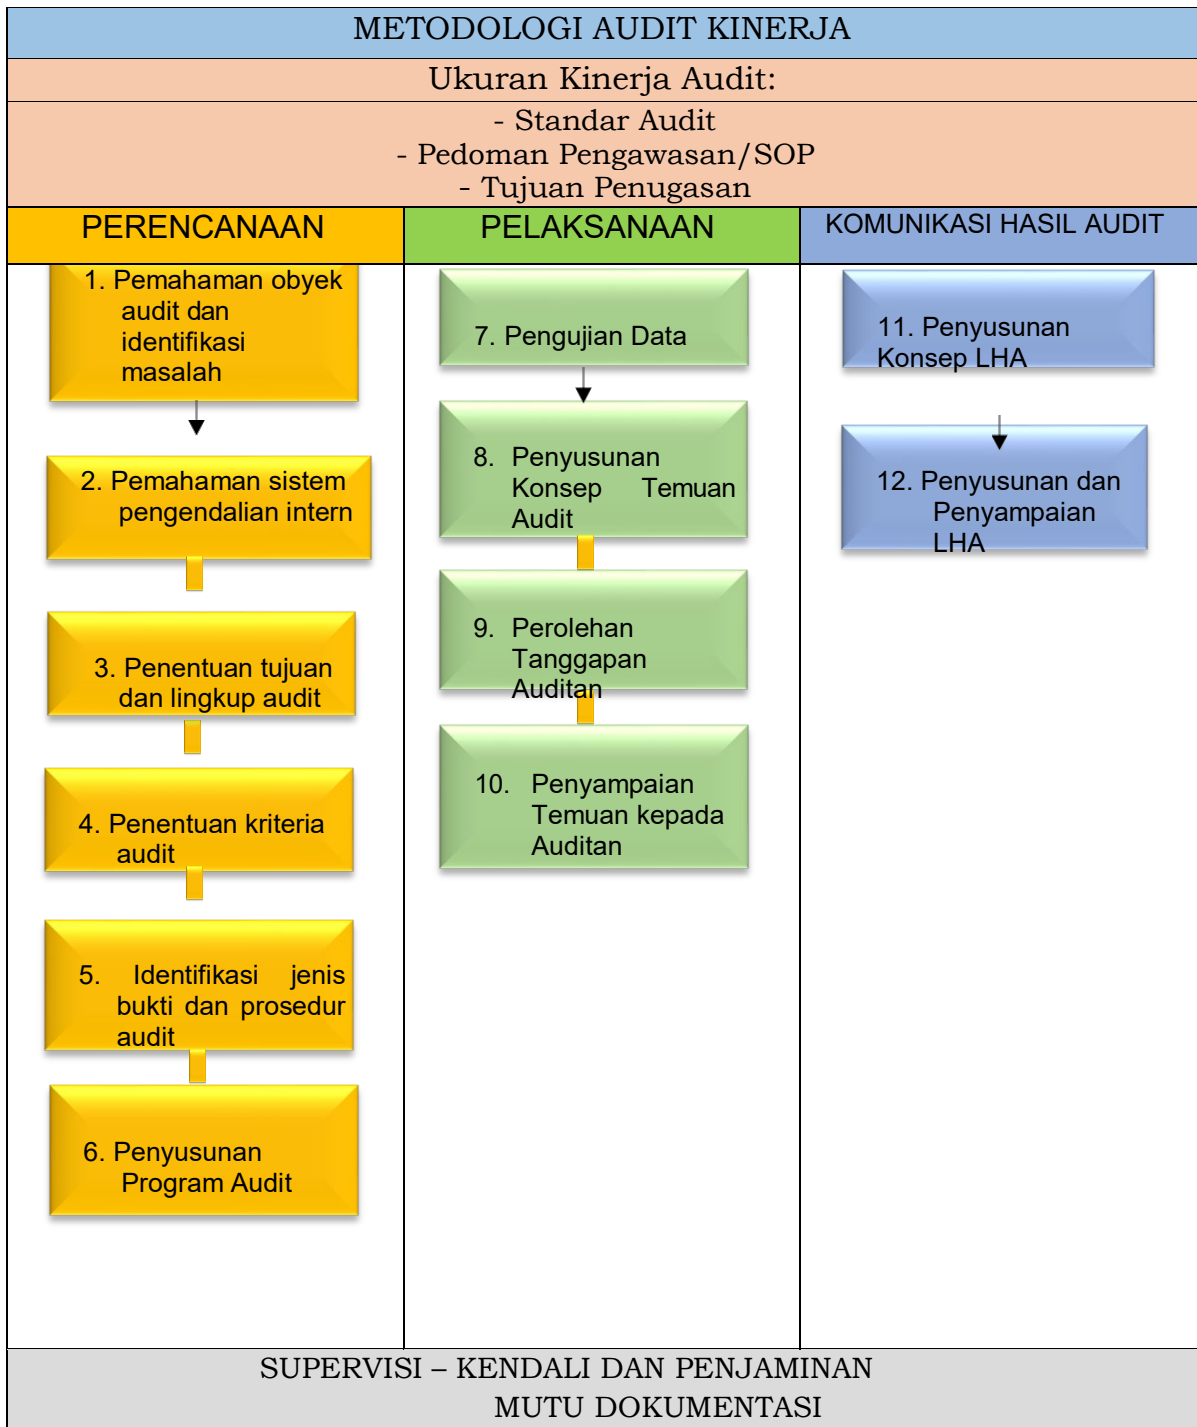 METODOLOGI AUDIT KINERJA
Ukuran Kinerja Audit:
- Standar Audit
- Pedoman Pengawasan/SOP
- Tujuan Penugasan
PERENCANAAN
1. Pemahaman obyek
audit dan
identifikasi
masalah
2. Pemahaman sistem
pengendalian intern
3. Penentuan tujuan
dan lingkup audit
4. Penentuan kriteria
audit
5. Identifikasi jenis
bukti dan prosedur
audit
6. Penyusunan
Program Audit
PELAKSANAAN
7. Pengujian Data
8. Penyusunan
Konsep Temuan
Audit
9. Perolehan
Tanggapan
Auditan
10. Penyampaian
Temuan kepada
Auditan
KOMUNIKASI HASIL AUDIT
11. Penyusunan
Konsep LHA
12. Penyusunan dan
Penyampaian
LHA
SUPERVISI – KENDALI DAN PENJAMINAN
MUTU DOKUMENTASI